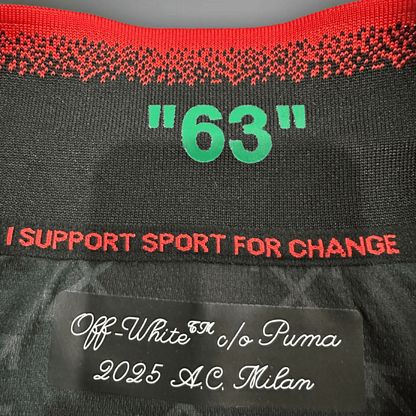 "63"
I SUPPORT SPORT FOR CHANGE
Off-White™ c/o Puma
2025 A.C. Milan